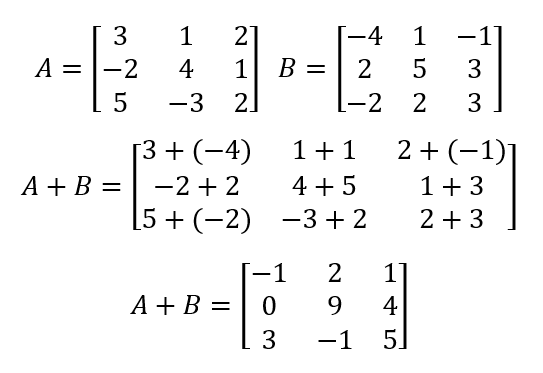 A = [3 1 2] B = [−4 1 −1]
[−2 4 1] [2 5 3]
[5 −3 2] [−2 2 3]
A + B = [3 + (−4) 1 + 1 2 + (−1)]
[−2 + 2 4 + 5 1 + 3]
[5 + (−2) −3 + 2 2 + 3]
A + B = [−1 2 1]
[0 9 4]
[3 −1 5]